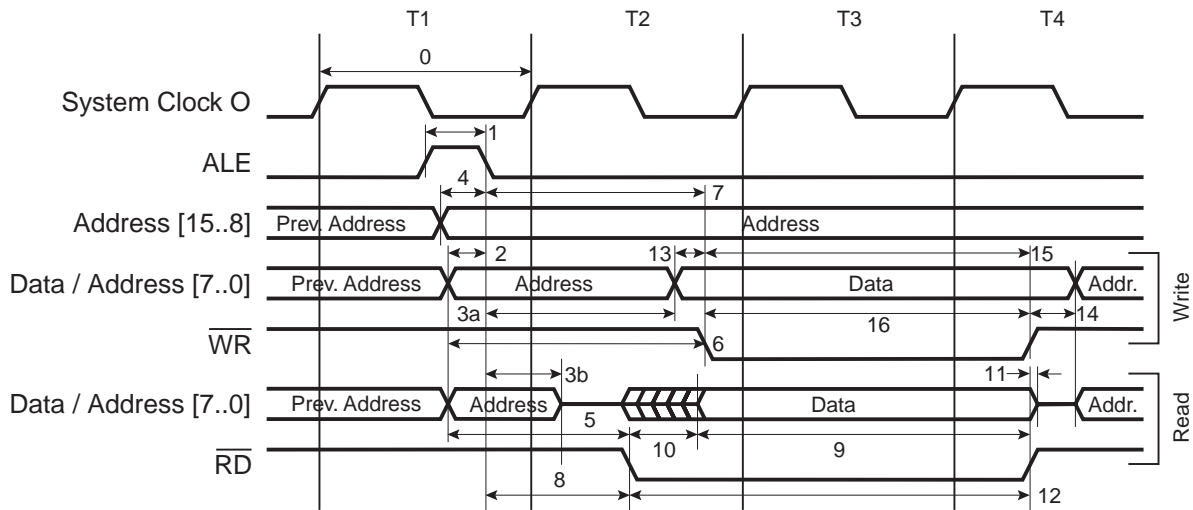 T1 T2 T3 T4
0
System Clock O
1
ALE
4 7
Address [15..8] Prev. Address Address
2 13 15
Data / Address [7..0] Prev. Address Address Data Addr.
3a 16 14
WR 6
Write
3b 11
Data / Address [7..0] Prev. Address Address Data Addr.
5 10 9
RD
8 12
Read